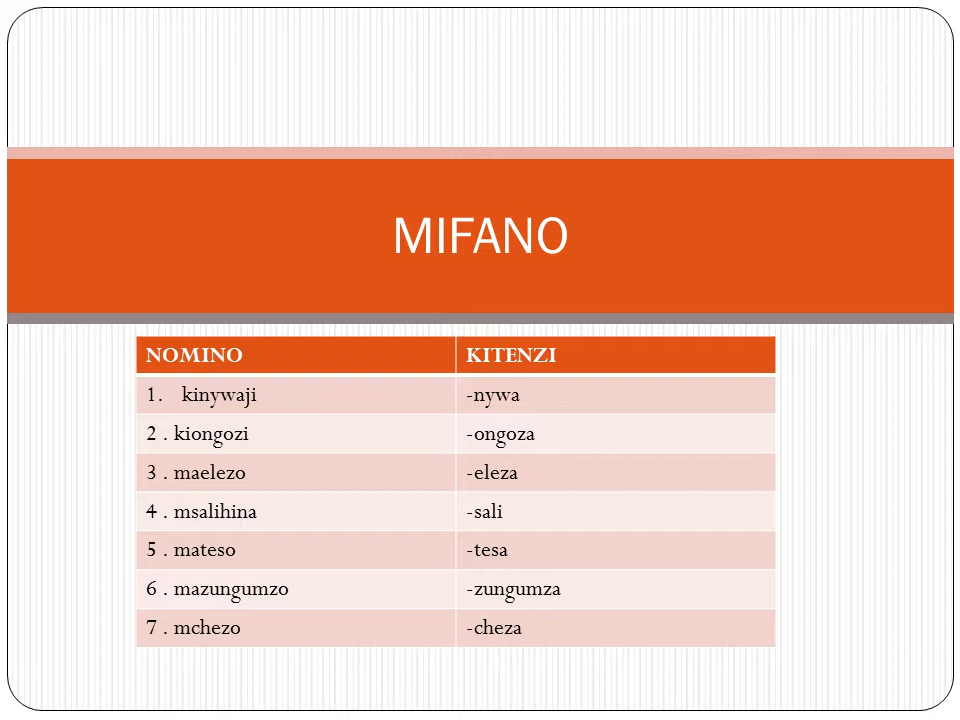 MIFANO
NOMINO KITENZI
1. kinywaji -nywa
2 . kiongozi -ongoza
3 . maelezo -eleza
4 . msalihina -sali
5 . mateso -tesa
6 . mazungumzo -zungumza
7 . mchezo -cheza